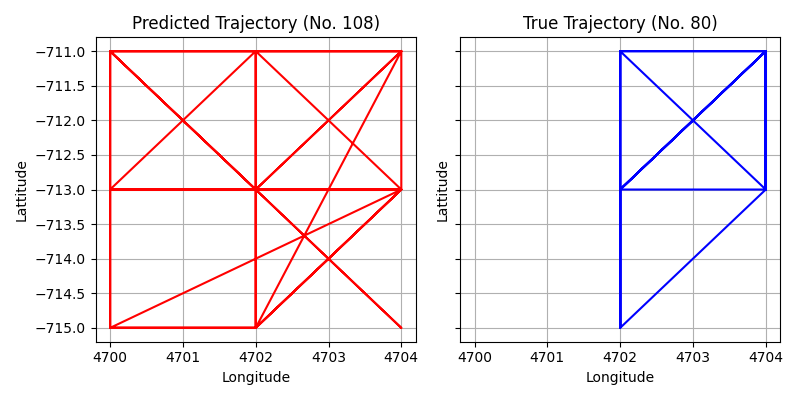 Predicted Trajectory (No. 108)
−711.0
−711.5
−712.0
−712.5
−713.0
−713.5
−714.0
−714.5
−715.0
Lattitude
4700 4701 4702 4703 4704
Longitude
True Trajectory (No. 80)
Lattitude
4700 4701 4702 4703 4704
Longitude